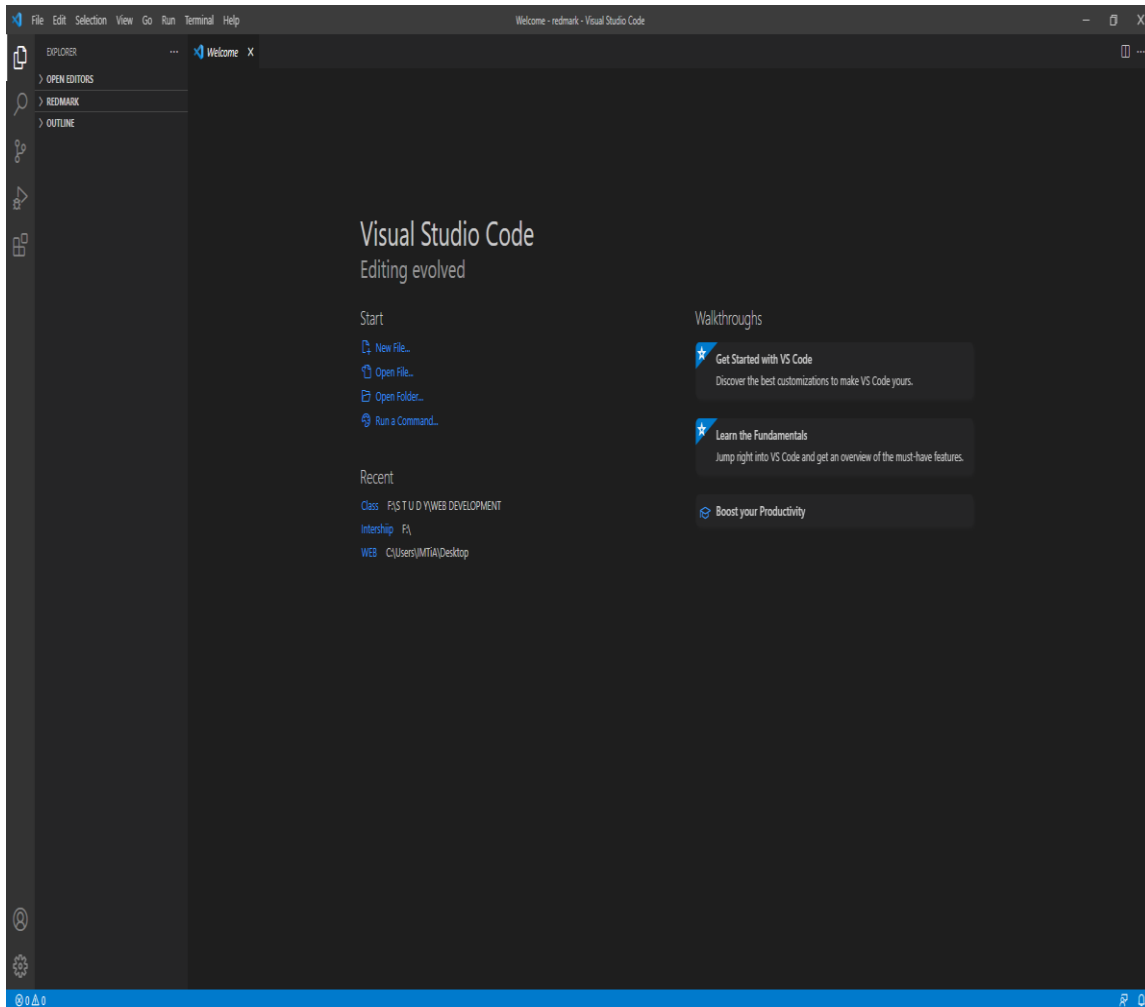 File Edit Selection View Go Run Terminal Help
Welcome - redmark - Visual Studio Code
EXPLORER
Welcome
OPEN EDITORS
REDMARK
OUTLINE
Visual Studio Code
Editing evolved
Start
New File...
Open File...
Open Folder...
Run a Command...
Recent
Class F:\S T U D Y\WEB DEVELOPMENT
Intershiip F:\
WEB C:\Users\IMTiA\Desktop
Walkthroughs
Get Started with VS Code
Discover the best customizations to make VS Code yours.
Learn the Fundamentals
Jump right into VS Code and get an overview of the must-have features.
Boost your Productivity
0 0